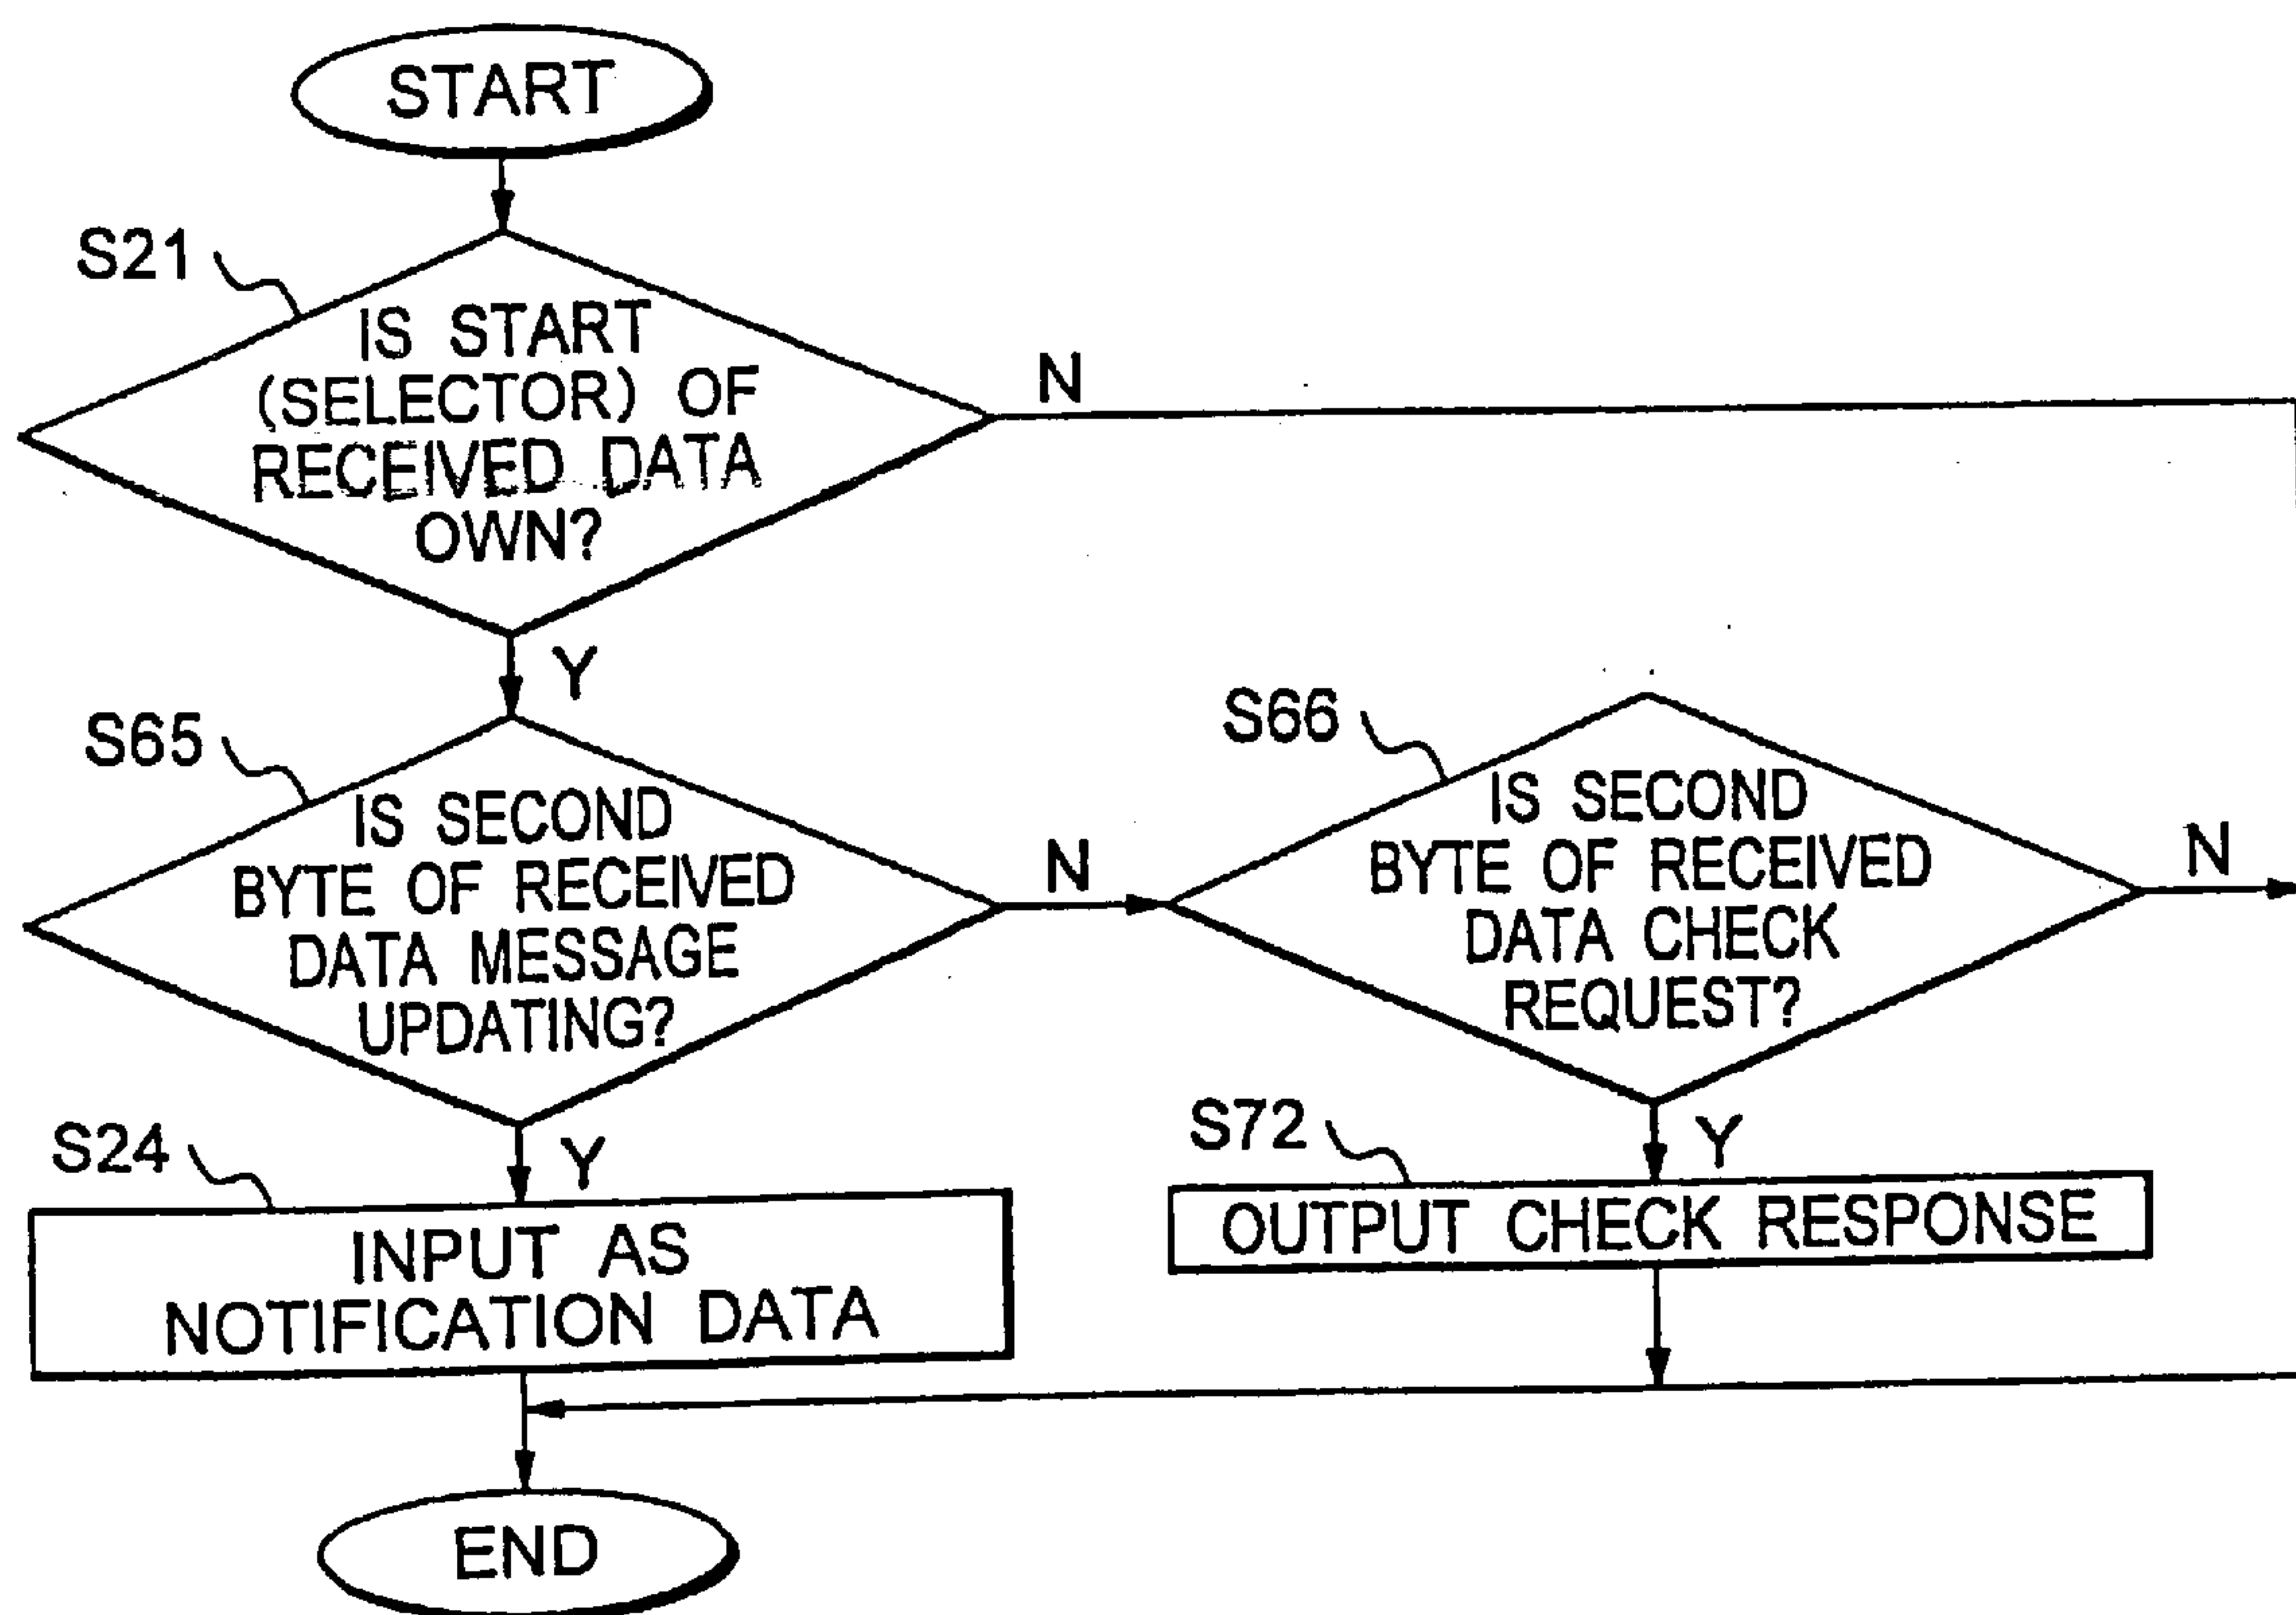 START
S21
IS START
(SELECTOR) OF
RECEIVED DATA
OWN?
N
Y
S65
IS SECOND
BYTE OF RECEIVED
DATA MESSAGE
UPDATING?
N
S66
IS SECOND
BYTE OF RECEIVED
DATA CHECK
REQUEST?
N
Y
S24
INPUT AS
NOTIFICATION DATA
Y
S72
OUTPUT CHECK RESPONSE
END